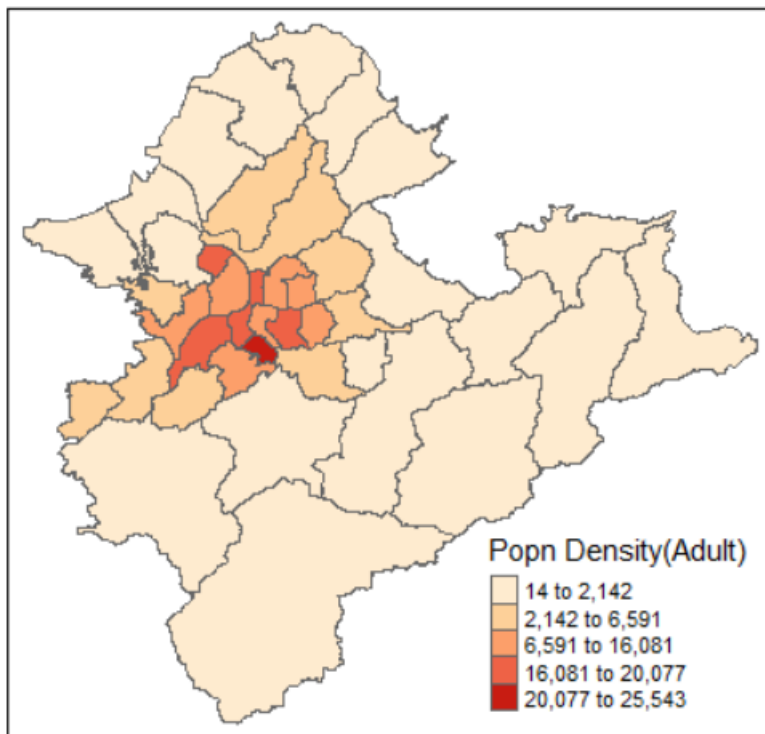 Popn Density(Adult)
14 to 2,142
2,142 to 6,591
6,591 to 16,081
16,081 to 20,077
20,077 to 25,543